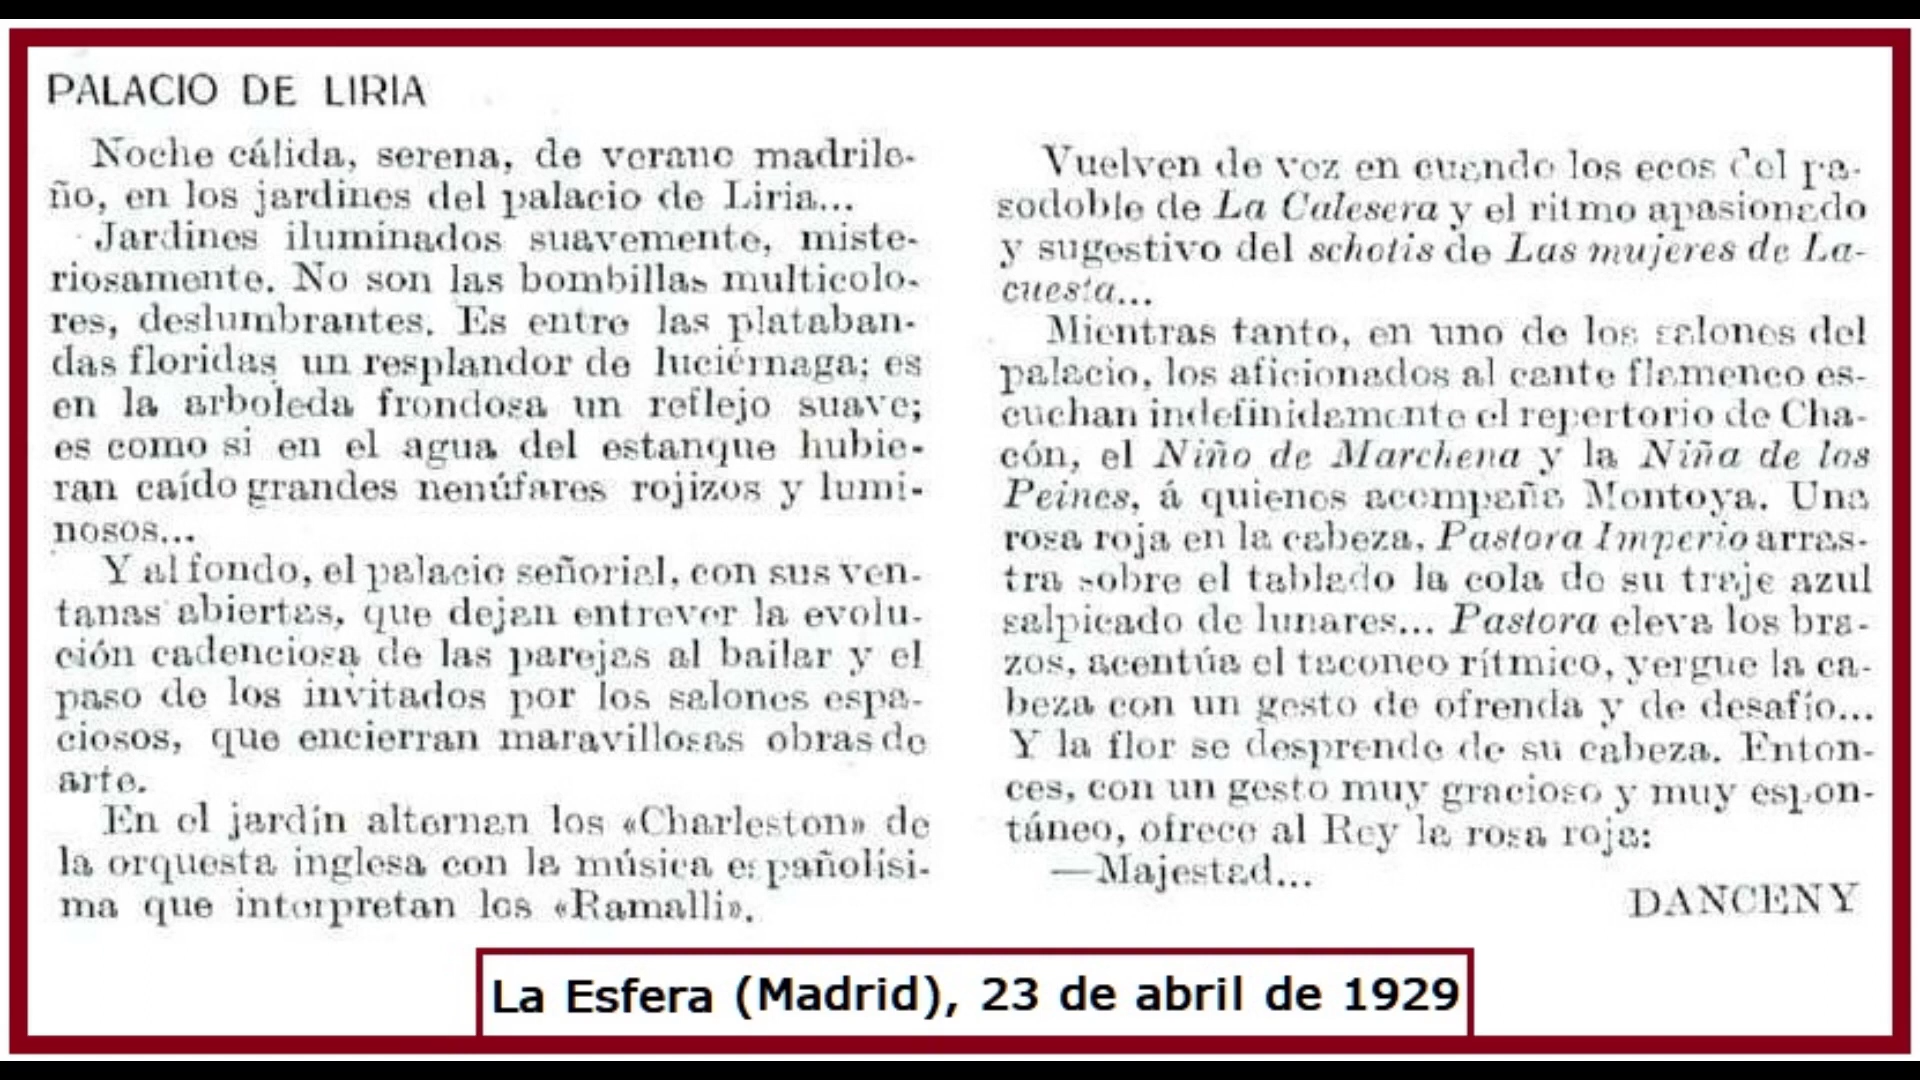 PALACIO DE LIRIA
Noche cálida, serena, de verano madrile-
ño, en los jardines del palacio de Liria...
Jardines iluminados suavemente, miste-
riosamente. No son las bombillas multicolo-
res, deslumbrantes. Es entre las plataban-
das floridas un resplandor de luciérnaga; es
en la arboleda frondosa un reflejo suave;
es como si en el agua del estanque hubie-
ran caído grandes nenúfares rojizos y lumi-
nosos...
Y al fondo, el palacio señorial, con sus ven-
tanas abiertas, que dejan entrever la evolu-
ción cadenciosa de las parejas al bailar y el
paso de los invitados por los salones espa-
ciosos, que encierran maravillosas obras de
arte.
En el jardín alternan los «Charleston» de
la orquesta inglesa con la música españolísi-
ma que interpretan los «Ramalli».
Vuelven de vez en cuando los ecos del pa-
sodoble de La Calesera y el ritmo apasionado
y sugestivo del schotis de Las mujeres de La-
cuesta...
Mientras tanto, en uno de los salones del
palacio, los aficionados al cante flamenco es-
cuchan indefinidamente el repertorio de Cha-
cón, el Niño de Marchena y la Niña de los
Peines, á quienes acompaña Montoya. Una
rosa roja en la cabeza, Pastora Imperio arras-
tra sobre el tablado la cola de su traje azul
salpicado de lunares... Pastora eleva los bra-
zos, acentúa el taconeo rítmico, yergue la ca-
beza con un gesto de ofrenda y de desafío...
Y la flor se desprende de su cabeza. Enton-
ces, con un gesto muy gracioso y muy espon-
táneo, ofrece al Rey la rosa roja:
—Majestad...
DANCENY
La Esfera (Madrid), 23 de abril de 1929